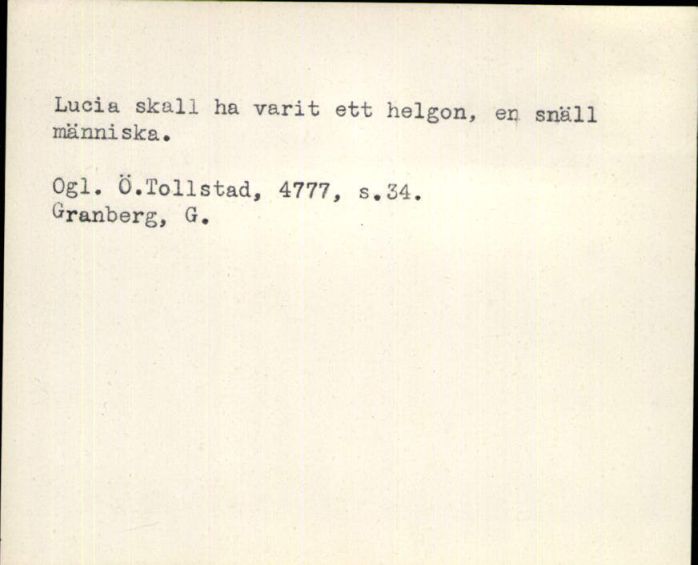 Lucia skall ha varit ett helgon, en snäll
människa.
Ogl. Ö.Tollstad, 4777, s.34.
Granberg, G.